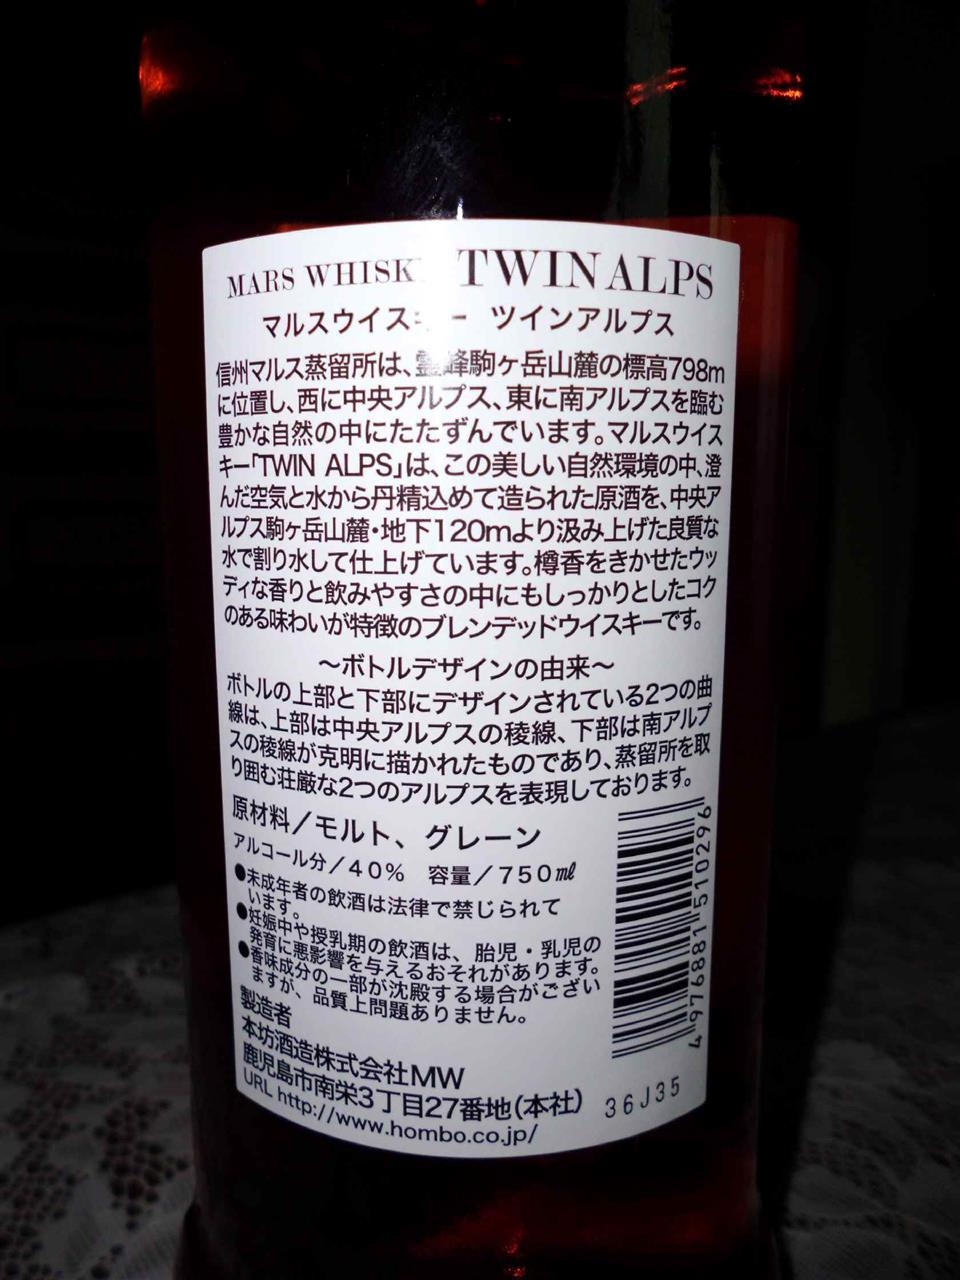 MARS WHISKY TWIN ALPS
マルスウイスキー ツインアルプス
信州マルス蒸留所は、霊峰駒ヶ岳山麓の標高798m
に位置し、西に中央アルプス、東に南アルプスを臨む
豊かな自然の中にたたずんでいます。マルスウイス
キー「TWIN ALPS」は、この美しい自然環境の中、澄
んだ空気と水から丹精込めて造られた原酒を、中央ア
ルプス駒ヶ岳山麓・地下120mより汲み上げた良質な
水で割り水して仕上げています。樽香をきかせたウッ
ディな香りと飲みやすさの中にもしっかりとしたコク
のある味わいが特徴のブレンデッドウイスキーです。
～ボトルデザインの由来～
ボトルの上部と下部にデザインされている2つの曲
線は、上部は中央アルプスの稜線、下部は南アルプ
スの稜線が克明に描かれたものであり、蒸留所を取
り囲む荘厳な2つのアルプスを表現しております。
原材料／モルト、グレーン
アルコール分／40% 容量／750㎖
●未成年者の飲酒は法律で禁じられて
います。
●妊娠中や授乳期の飲酒は、胎児・乳児の
発育に悪影響を与えるおそれがあります。
●香味成分の一部が沈殿する場合がござい
ますが、品質上問題ありません。
製造者
本坊酒造株式会社MW
鹿児島市南栄3丁目27番地(本社)
URL http://www.hombo.co.jp/
36J35
4976881510296